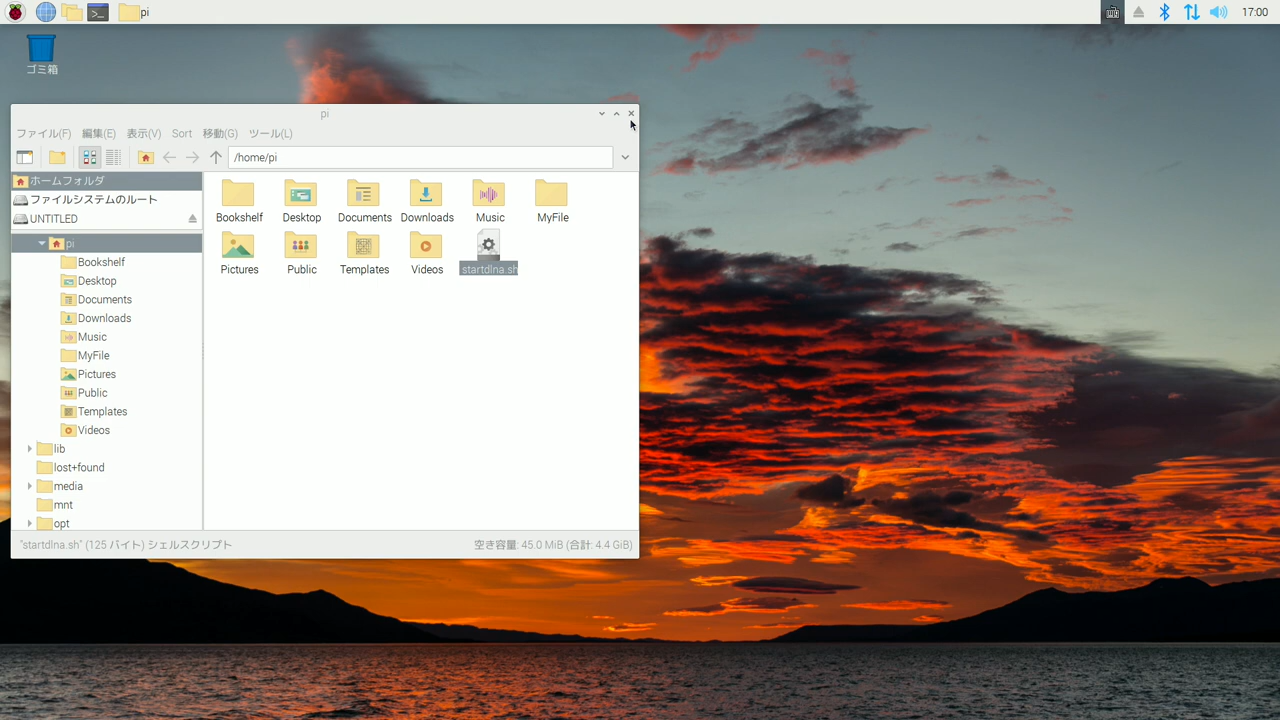 pi
17:00
ゴミ箱
pi
ファイル(F) 編集(E) 表示(V) Sort 移動(G) ツール(L)
/home/pi
ホームフォルダ
ファイルシステムのルート
UNTITLED
pi
Bookshelf
Desktop
Documents
Downloads
Music
MyFile
Pictures
Public
Templates
Videos
lib
lost+found
media
mnt
opt
Bookshelf Desktop Documents Downloads Music MyFile
Pictures Public Templates Videos startdlna.sh
"startdlna.sh" (125 バイト) シェルスクリプト 空き容量: 45.0 MiB (合計: 4.4 GiB)